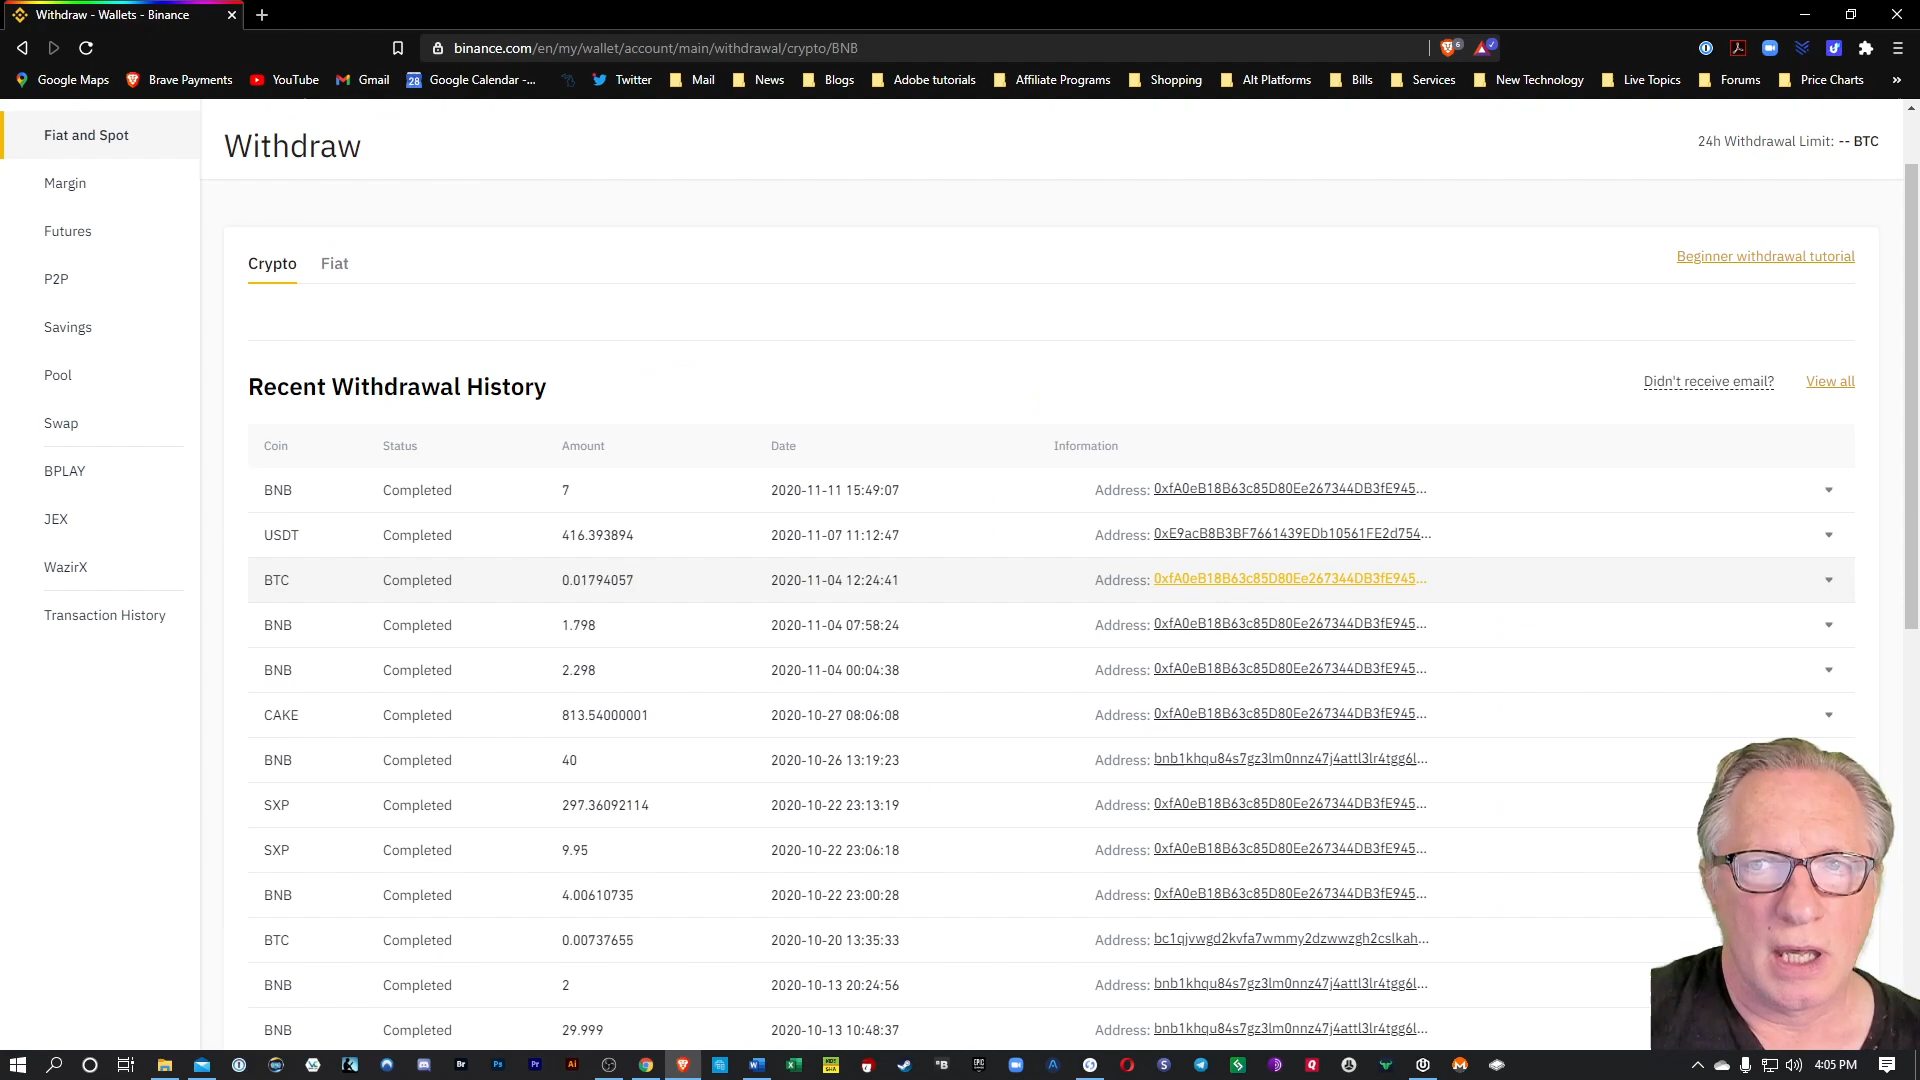 Withdraw - Wallets - Binance
binance.com/en/my/wallet/account/main/withdrawal/crypto/BNB
6
Google Maps
Brave Payments
YouTube
Gmail
28
Google Calendar -...
Twitter
Mail
News
Blogs
Adobe tutorials
Affiliate Programs
Shopping
Alt Platforms
Bills
Services
New Technology
Live Topics
Forums
Price Charts
Fiat and Spot
Margin
Futures
P2P
Savings
Pool
Swap
BPLAY
JEX
WazirX
Transaction History
Withdraw
24h Withdrawal Limit: -- BTC
Crypto
Fiat
Beginner withdrawal tutorial
Recent Withdrawal History
Didn't receive email?
View all
Coin Status Amount Date Information
BNB Completed 7 2020-11-11 15:49:07 Address: 0xfA0eB18B63c85D80Ee267344DB3fE945...
USDT Completed 416.393894 2020-11-07 11:12:47 Address: 0xE9acB8B3BF7661439EDb10561FE2d754...
BTC Completed 0.01794057 2020-11-04 12:24:41 Address: 0xfA0eB18B63c85D80Ee267344DB3fE945...
BNB Completed 1.798 2020-11-04 07:58:24 Address: 0xfA0eB18B63c85D80Ee267344DB3fE945...
BNB Completed 2.298 2020-11-04 00:04:38 Address: 0xfA0eB18B63c85D80Ee267344DB3fE945...
CAKE Completed 813.54000001 2020-10-27 08:06:08 Address: 0xfA0eB18B63c85D80Ee267344DB3fE945...
BNB Completed 40 2020-10-26 13:19:23 Address: bnb1khqu84s7gz3lm0nnz47j4attl3lr4tgg6l...
SXP Completed 297.36092114 2020-10-22 23:13:19 Address: 0xfA0eB18B63c85D80Ee267344DB3fE945...
SXP Completed 9.95 2020-10-22 23:06:18 Address: 0xfA0eB18B63c85D80Ee267344DB3fE945...
BNB Completed 4.00610735 2020-10-22 23:00:28 Address: 0xfA0eB18B63c85D80Ee267344DB3fE945...
BTC Completed 0.00737655 2020-10-20 13:35:33 Address: bc1qjvwgd2kvfa7wmmy2dzwwzgh2cslkah...
BNB Completed 2 2020-10-13 20:24:56 Address: bnb1khqu84s7gz3lm0nnz47j4attl3lr4tgg6l...
BNB Completed 29.999 2020-10-13 10:48:37 Address: bnb1khqu84s7gz3lm0nnz47j4attl3lr4tgg6l...
Br Ps Pr Ai
4:05 PM